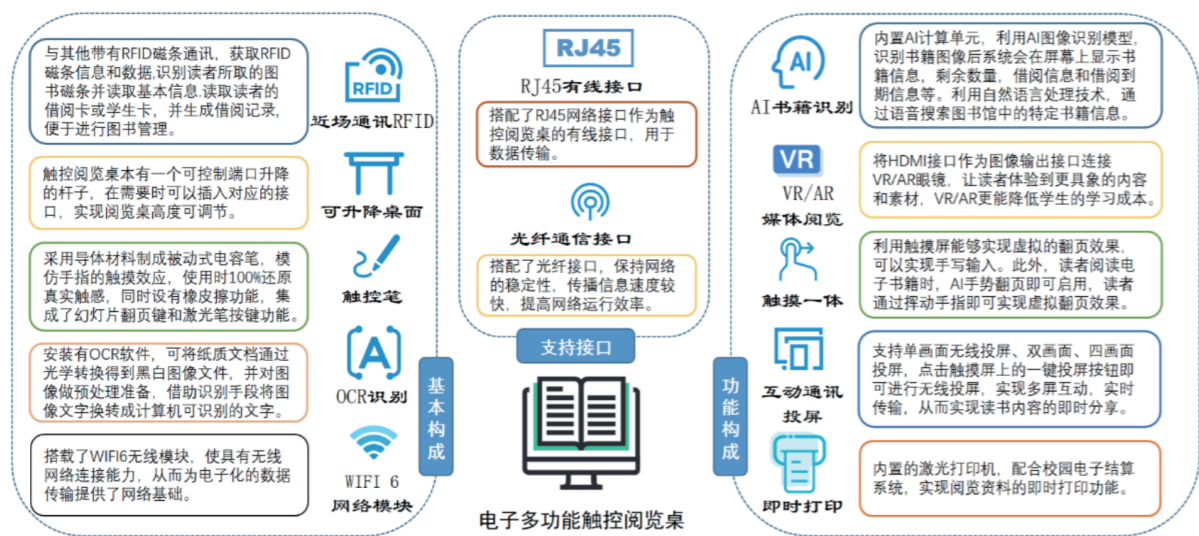 与其他带有RFID磁条通讯，获取RFID
磁条信息和数据,识别读者所取的图
书磁条并读取基本信息.读取读者的
借阅卡或学生卡，并生成借阅记录，
便于进行图书管理。
RFID
近场通讯RFID
触控阅览桌本有一个可控制端口升降
的杆子，在需要时可以插入对应的接
口，实现阅览桌高度可调节。
可升降桌面
采用导体材料制成被动式电容笔，模
仿手指的触摸效应，使用时100%还原
真实触感，同时设有橡皮擦功能，集
成了幻灯片翻页键和激光笔按键功能。
触控笔
安装有OCR软件，可将纸质文档通过
光学转换得到黑白图像文件，并对图
像做预处理准备，借助识别手段将图
像文字换转成计算机可识别的文字。
A
OCR识别
搭载了WIFI6无线模块，使具有无线
网络连接能力，从而为电子化的数据
传输提供了网络基础。
WIFI 6
网络模块
基本构成
RJ45
RJ45有线接口
搭配了RJ45网络接口作为触
控阅览桌的有线接口，用于
数据传输。
光纤通信接口
搭配了光纤接口，保持网络
的稳定性，传播信息速度较
快，提高网络运行效率。
支持接口
电子多功能触控阅览桌
功能构成
AI
AI书籍识别
内置AI计算单元，利用AI图像识别模型，
识别书籍图像后系统会在屏幕上显示书
籍信息，剩余数量，借阅信息和借阅到
期信息等。利用自然语言处理技术，通
过语音搜索图书馆中的特定书籍信息。
VR
VR/AR
媒体阅览
将HDMI接口作为图像输出接口连接
VR/AR眼镜，让读者体验到更具象的内容
和素材，VR/AR更能降低学生的学习成本。
触摸一体
利用触摸屏能够实现虚拟的翻页效果，
可以实现手写输入。此外，读者阅读电
子书籍时，AI手势翻页即可启用，读者
通过挥动手指即可实现虚拟翻页效果。
互动通讯
投屏
支持单画面无线投屏、双画面、四画面
投屏，点击触摸屏上的一键投屏按钮即
可进行无线投屏，实现多屏互动，实时
传输，从而实现读书内容的即时分享。
即时打印
内置的激光打印机，配合校园电子结算
系统，实现阅览资料的即时打印功能。